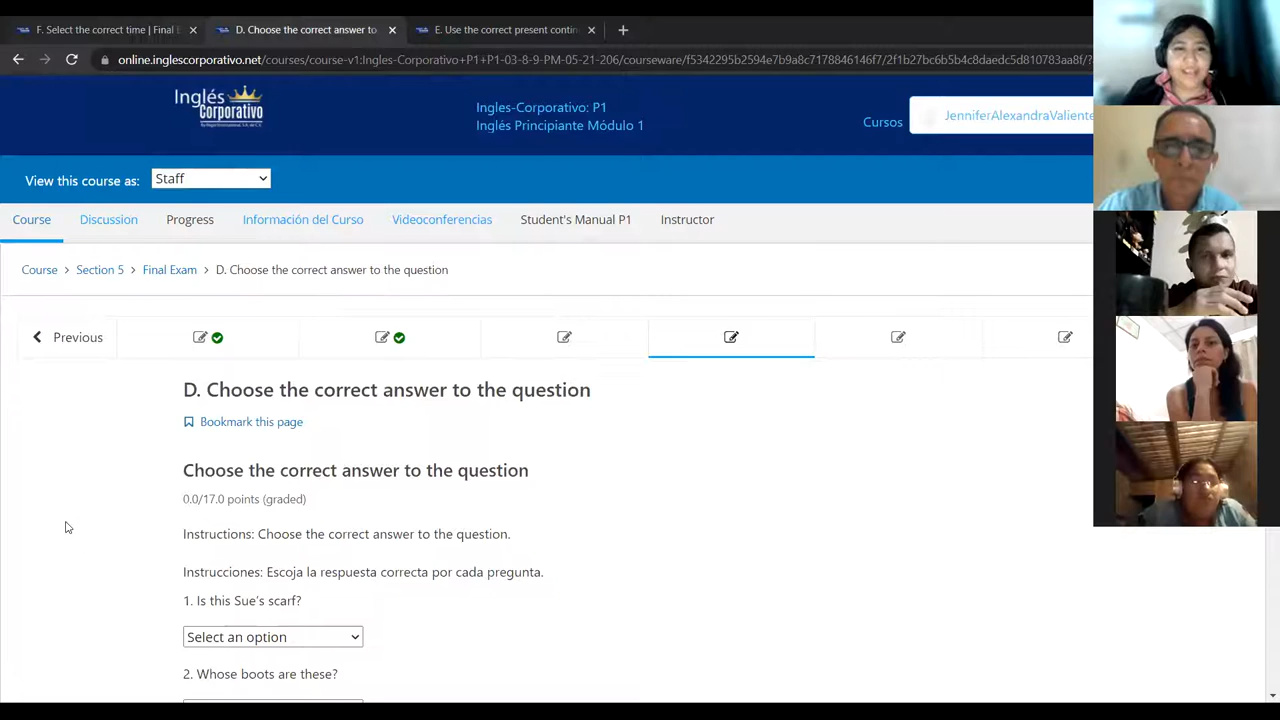 F. Select the correct time | Final E
D. Choose the correct answer to
E. Use the correct present contin
online.inglescorporativo.net/courses/course-v1:Ingles-Corporativo+P1+P1-03-8-9-PM-05-21-206/courseware/f5342295b2594e7b9a8c7178846146f7/2f1b27bc6b5b4c8daedc5d810783aa8f/?
Inglés
Corporativo
Ingles-Corporativo: P1
Inglés Principiante Módulo 1
Cursos
JenniferAlexandraValiente
View this course as:
Staff
Course
Discussion
Progress
Información del Curso
Videoconferencias
Student's Manual P1
Instructor
Course > Section 5 > Final Exam > D. Choose the correct answer to the question
Previous
D. Choose the correct answer to the question
Bookmark this page
Choose the correct answer to the question
0.0/17.0 points (graded)
Instructions: Choose the correct answer to the question.
Instrucciones: Escoja la respuesta correcta por cada pregunta.
1. Is this Sue's scarf?
Select an option
2. Whose boots are these?